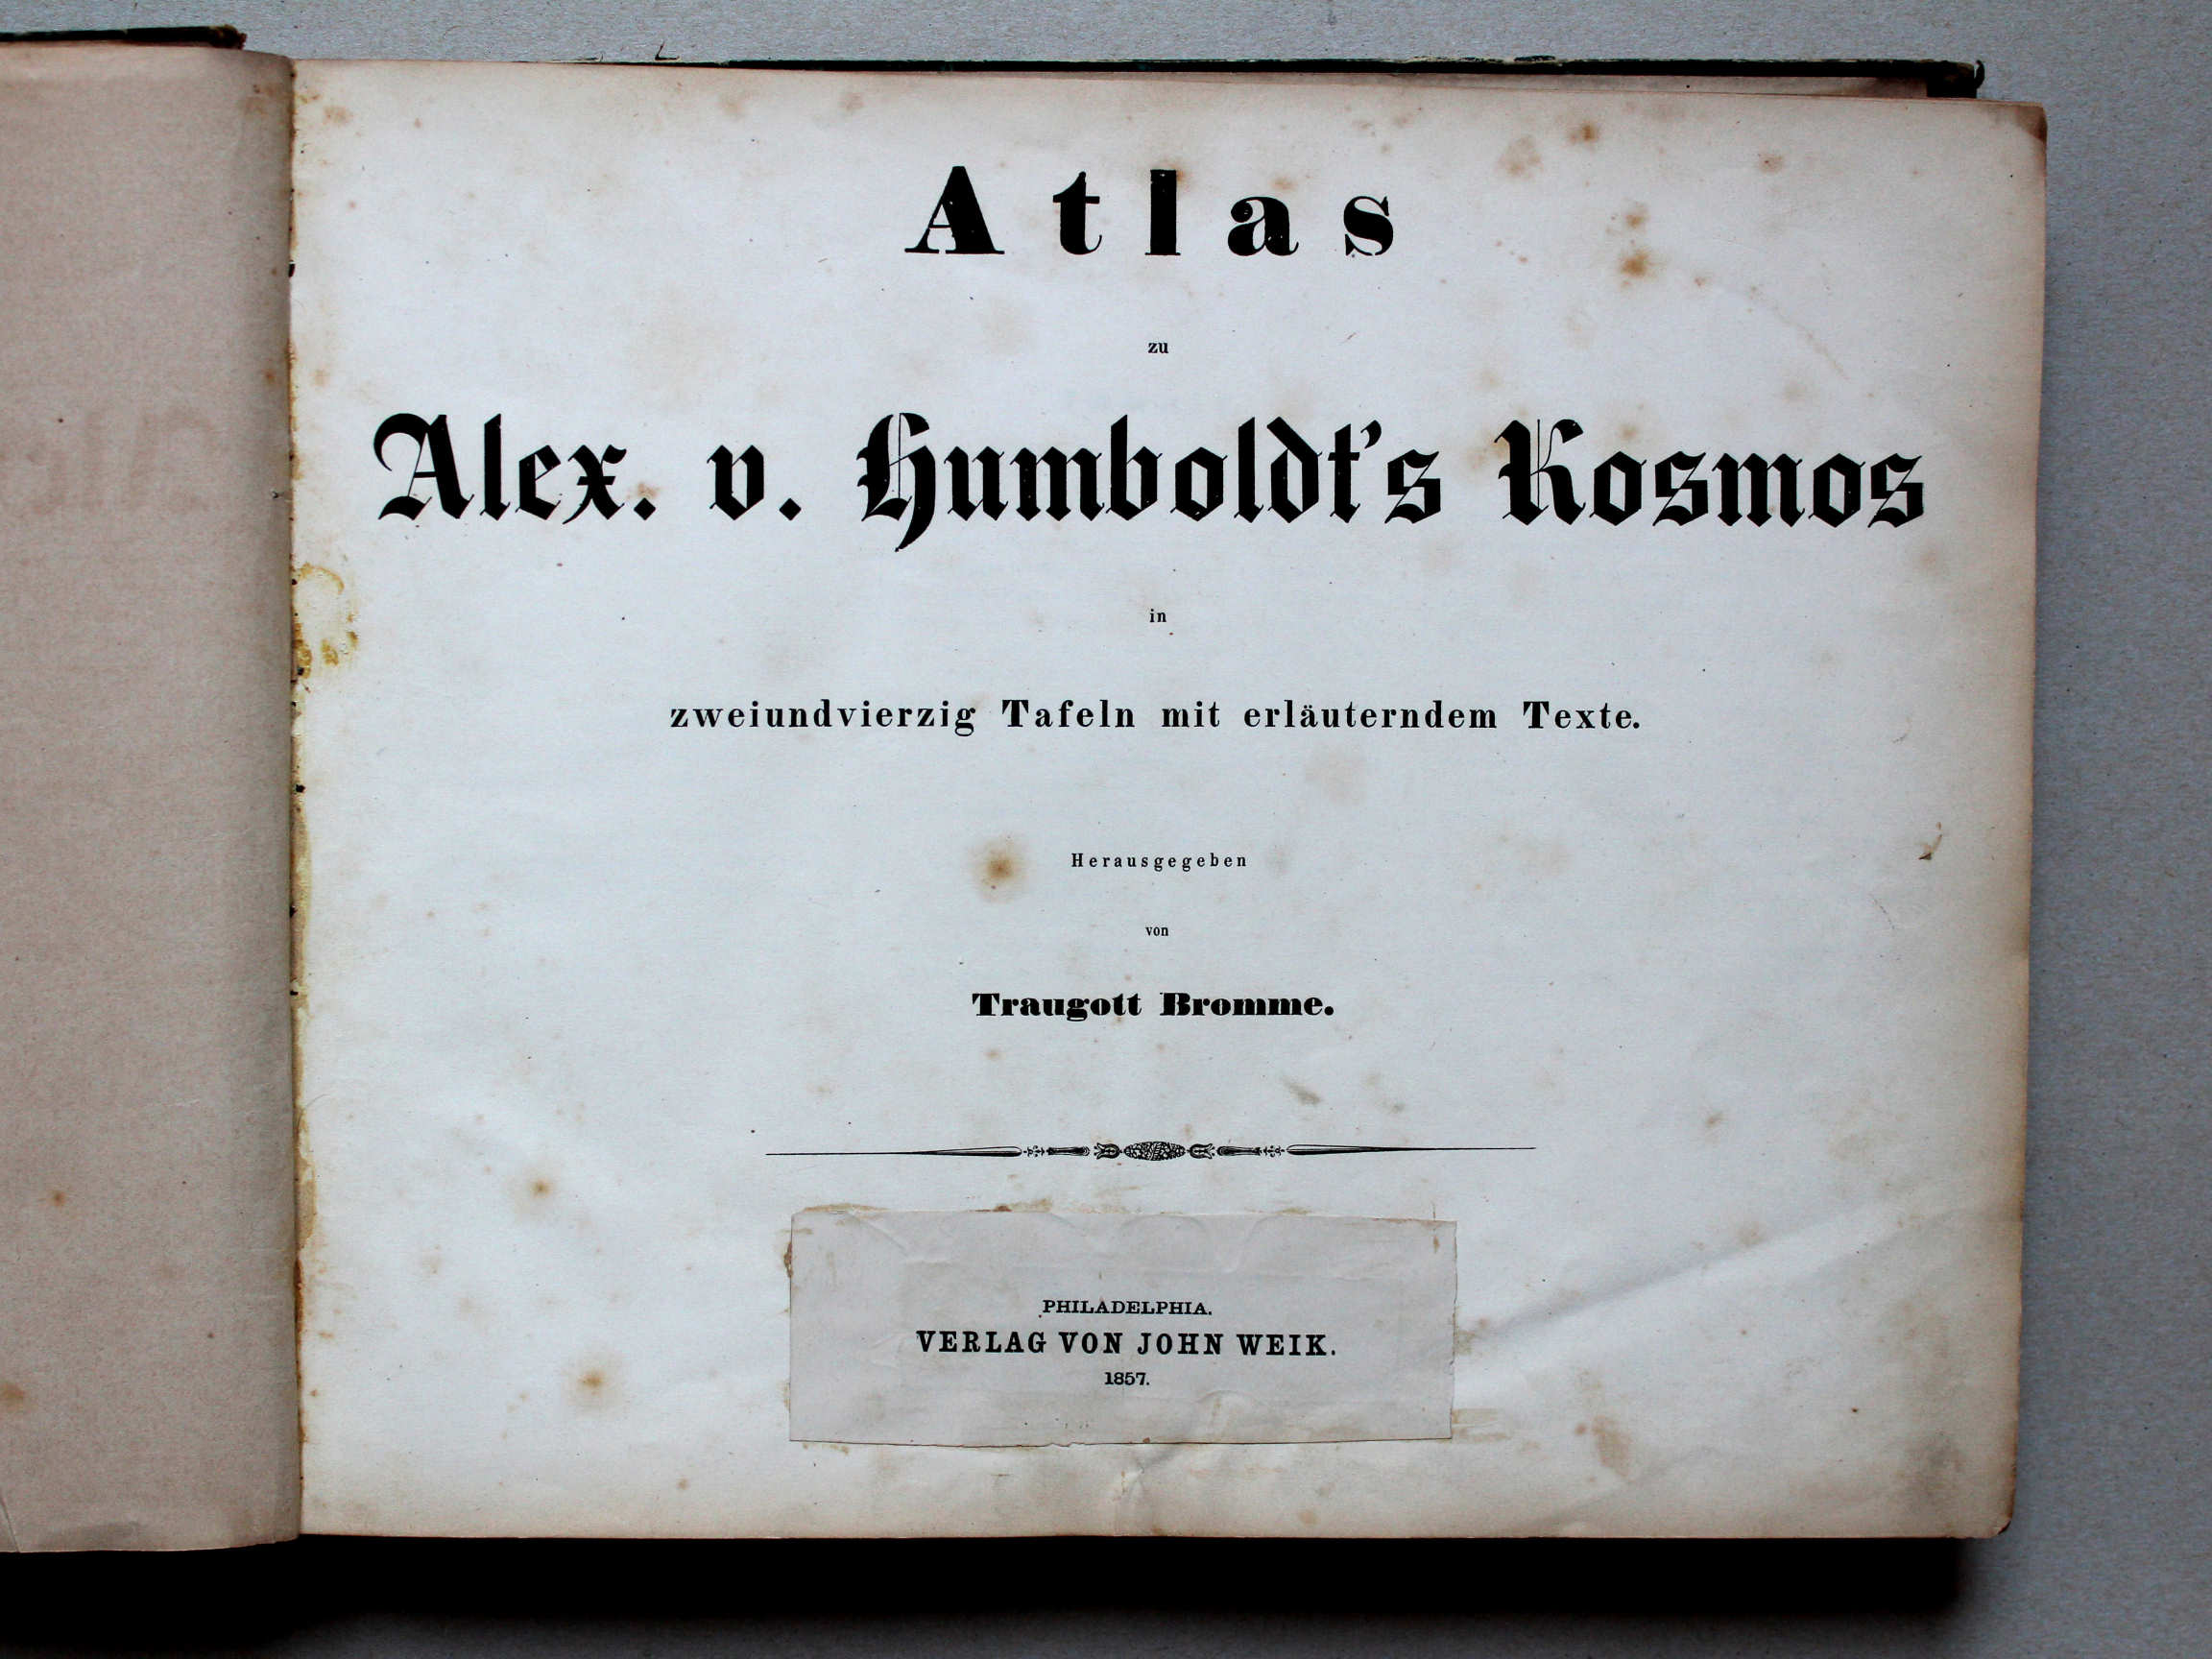 Atlas
zu
Alex. v. Humboldt's Kosmos
in
zweiundvierzig Tafeln mit erläuterndem Texte.
Herausgegeben
von
Traugott Bromme.
PHILADELPHIA.
VERLAG VON JOHN WEIK.
1857.